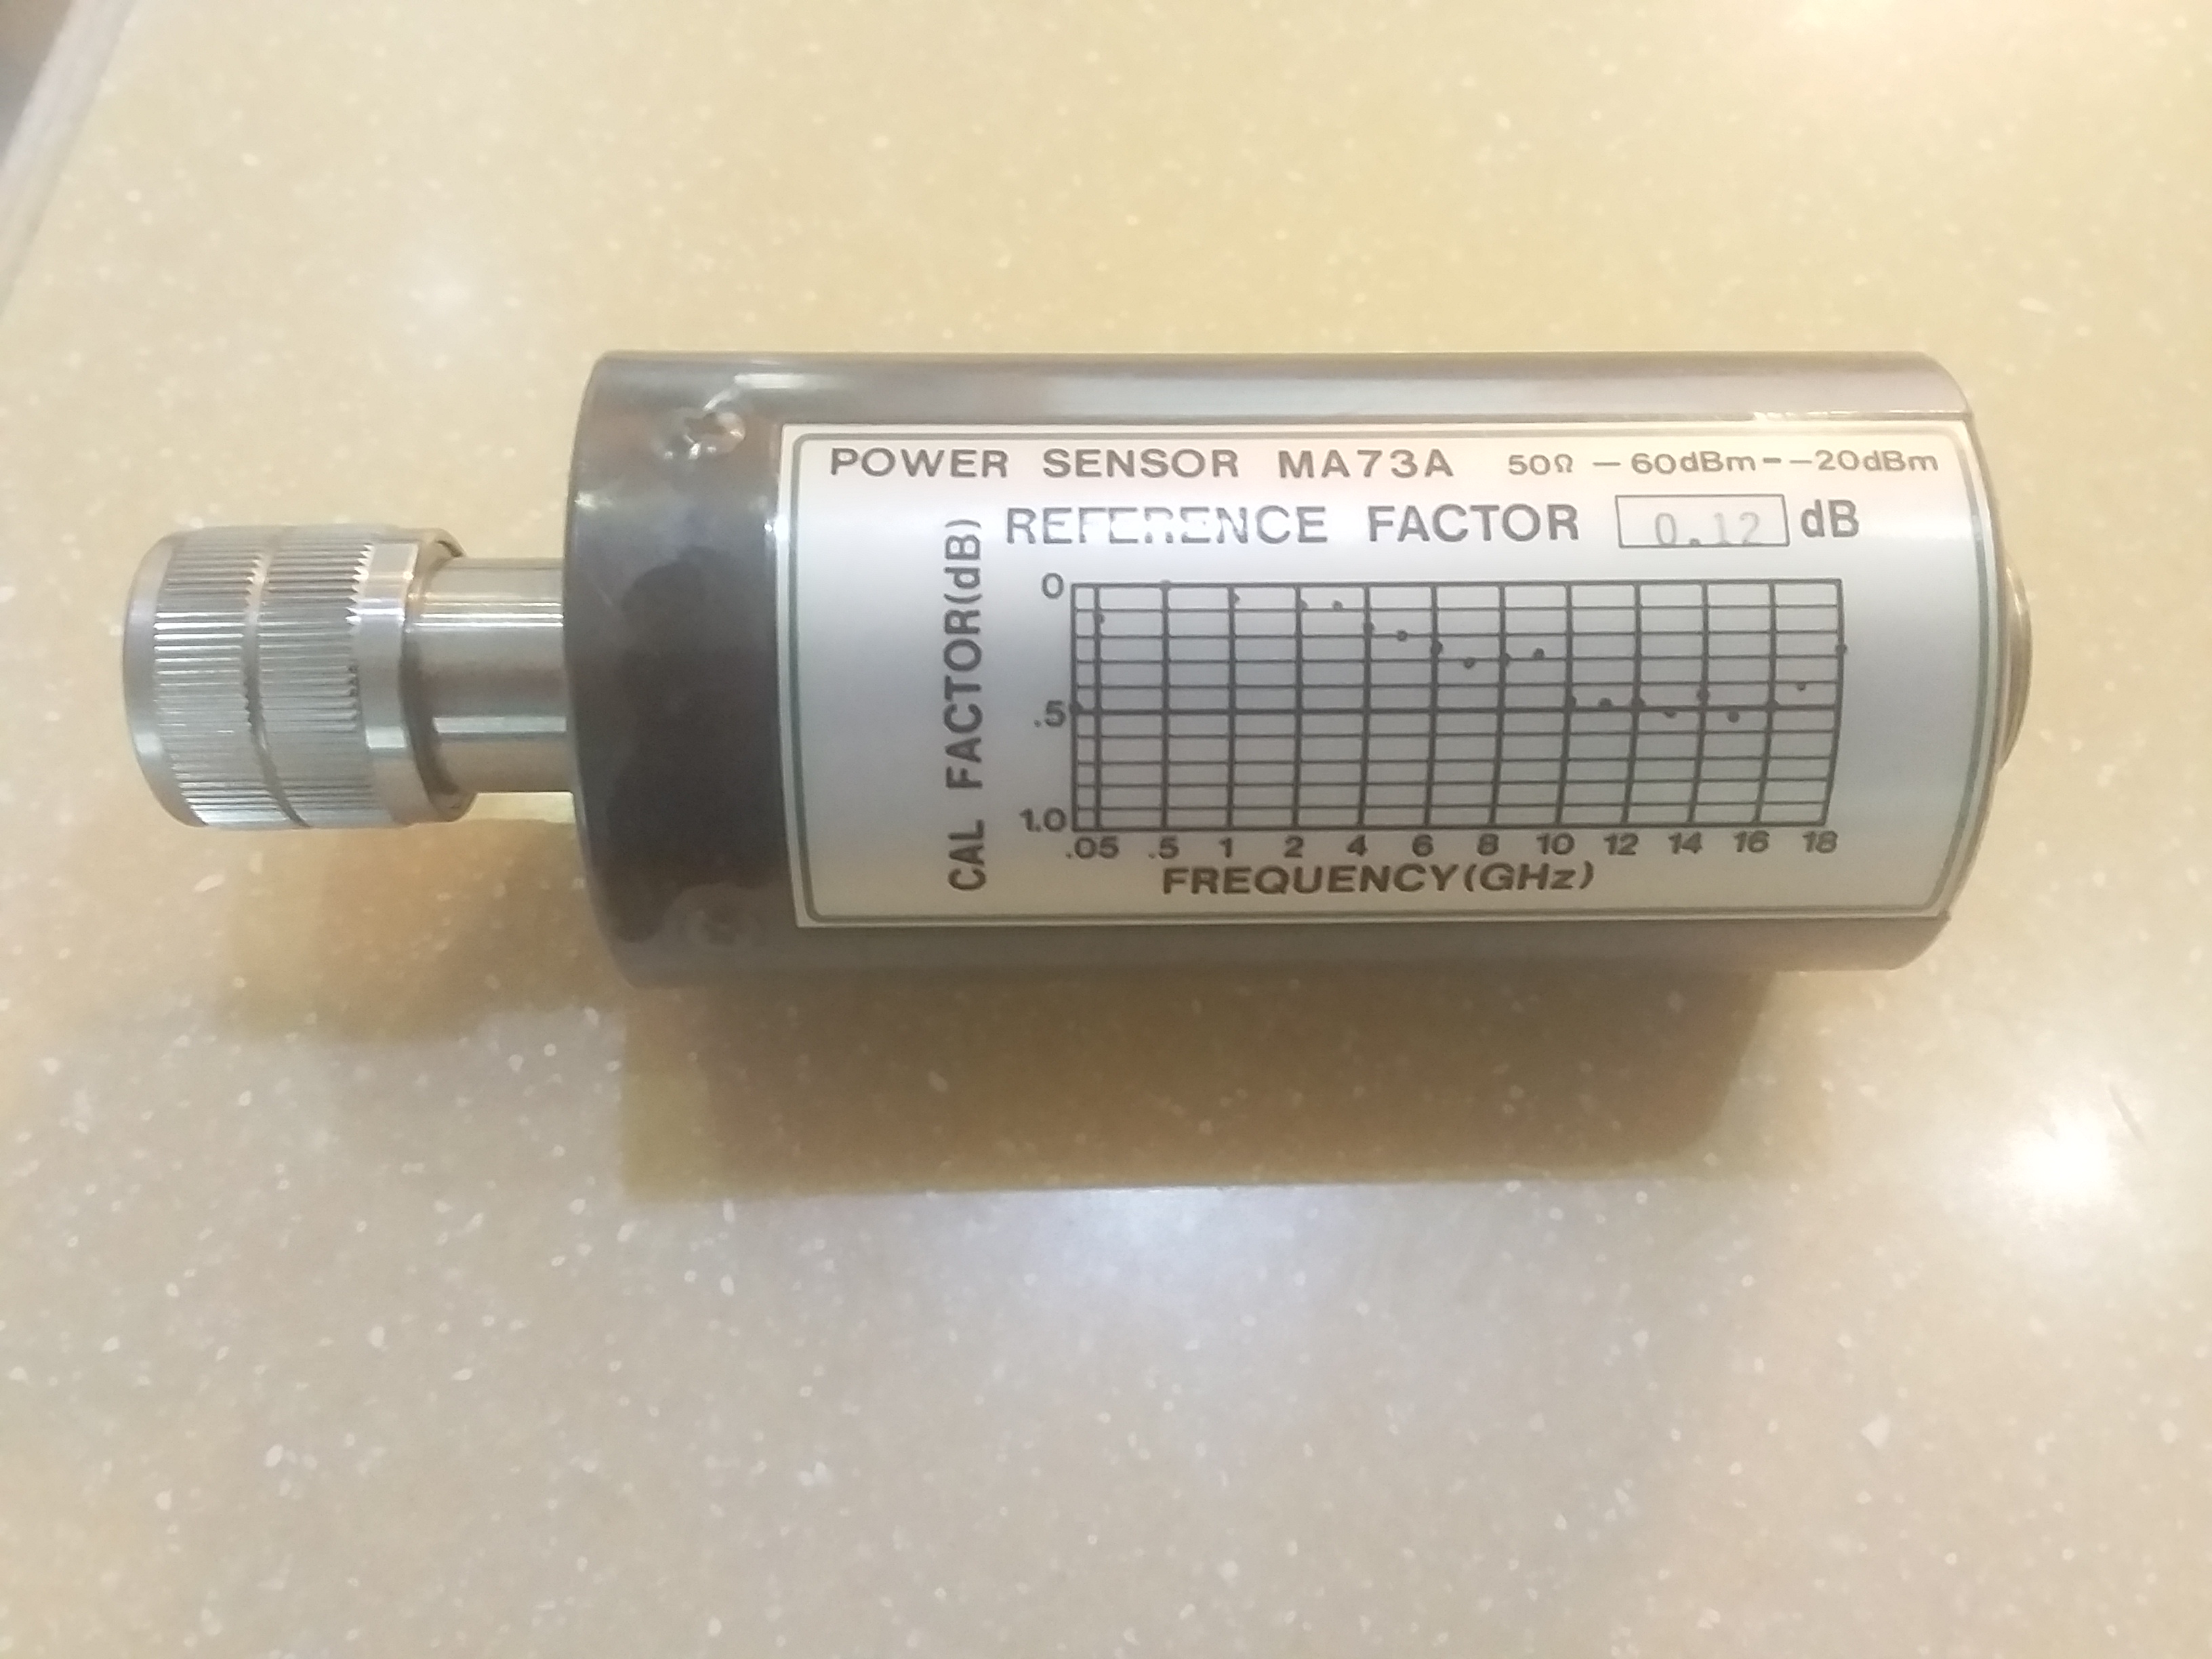 POWER SENSOR MA73A 50Ω −60dBm−−20dBm
REFERENCE FACTOR 0.12 dB
CAL FACTOR(dB)
0
.5
1.0
.05 .5 1 2 4 6 8 10 12 14 16 18
FREQUENCY(GHz)